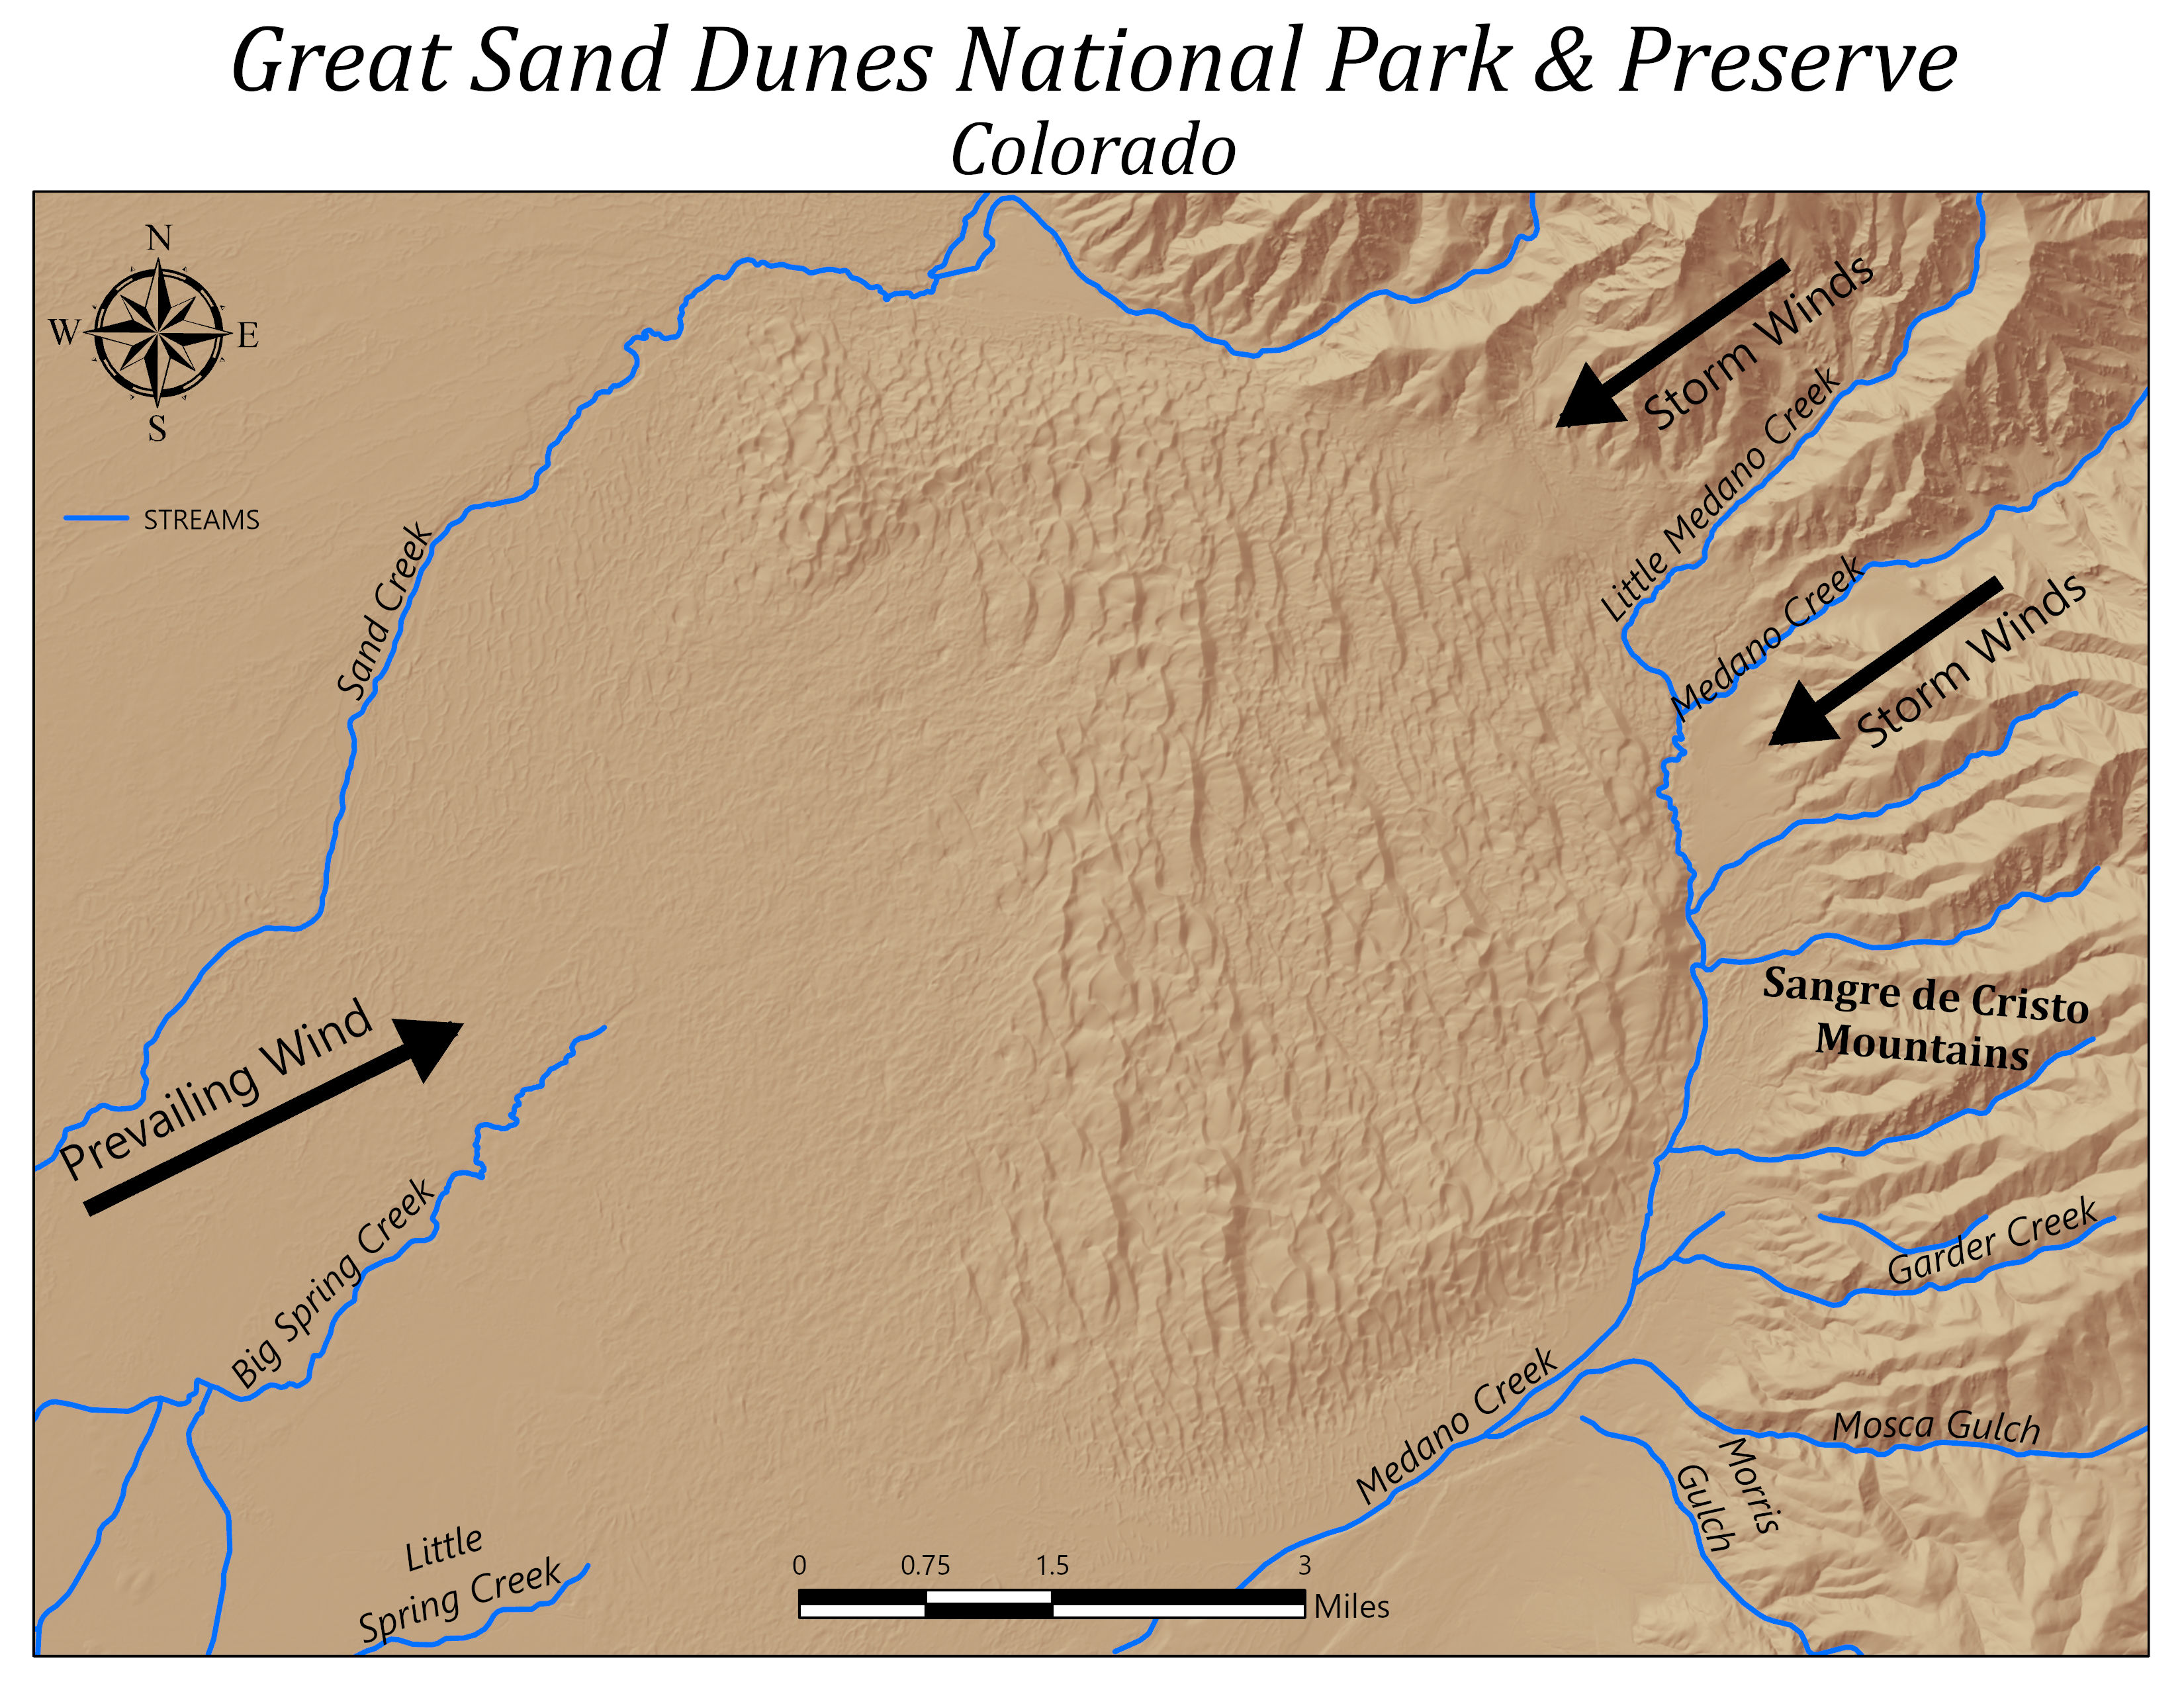 Great Sand Dunes National Park & Preserve
Colorado
N
W
E
S
STREAMS
Storm Winds
Little Medano Creek
Sand Creek
Medano Creek
Storm Winds
Sangre de Cristo
Mountains
Prevailing Wind
Big Spring Creek
Garder Creek
Medano Creek
Mosca Gulch
Morris
Gulch
Little
Spring Creek
0 0.75 1.5 3
Miles